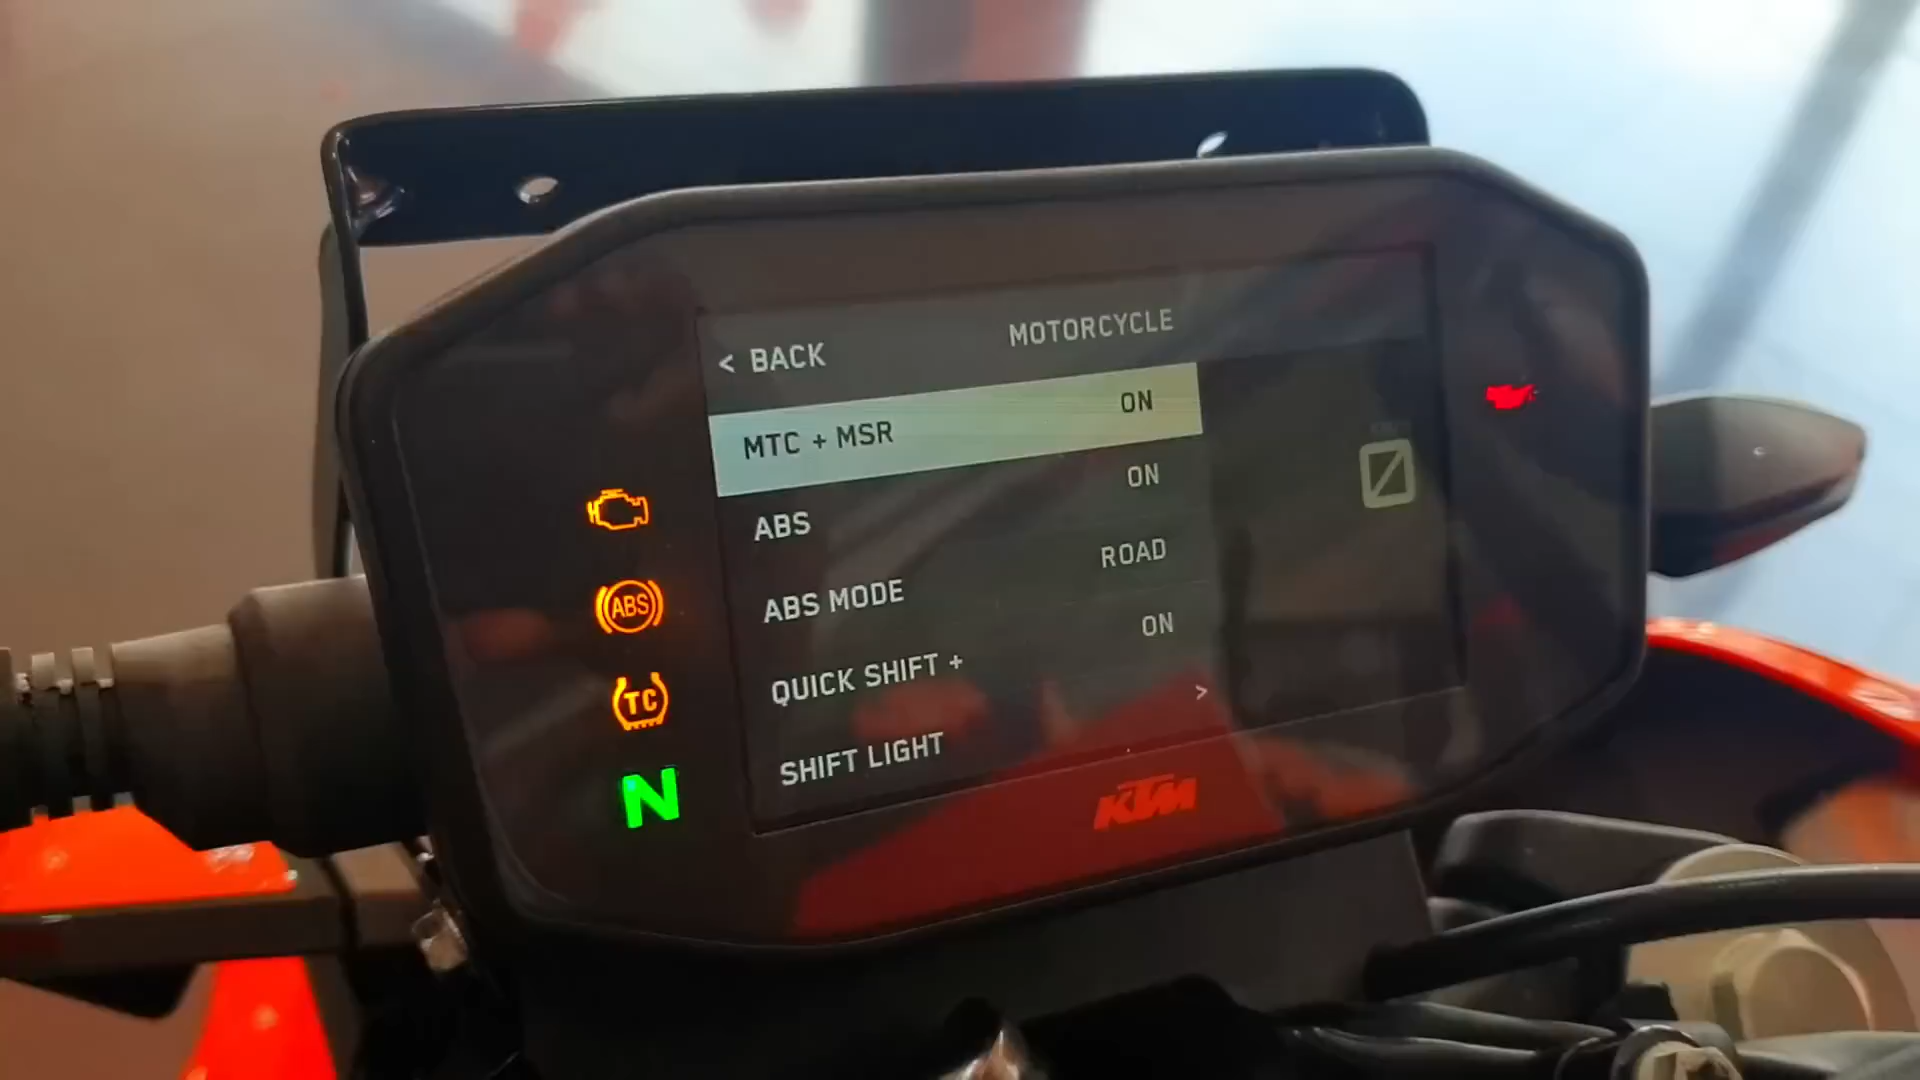 < BACK
MOTORCYCLE
MTC + MSR ON
ABS ON
ABS MODE ROAD
QUICK SHIFT + ON
SHIFT LIGHT >
ABS
TC
N
KTM